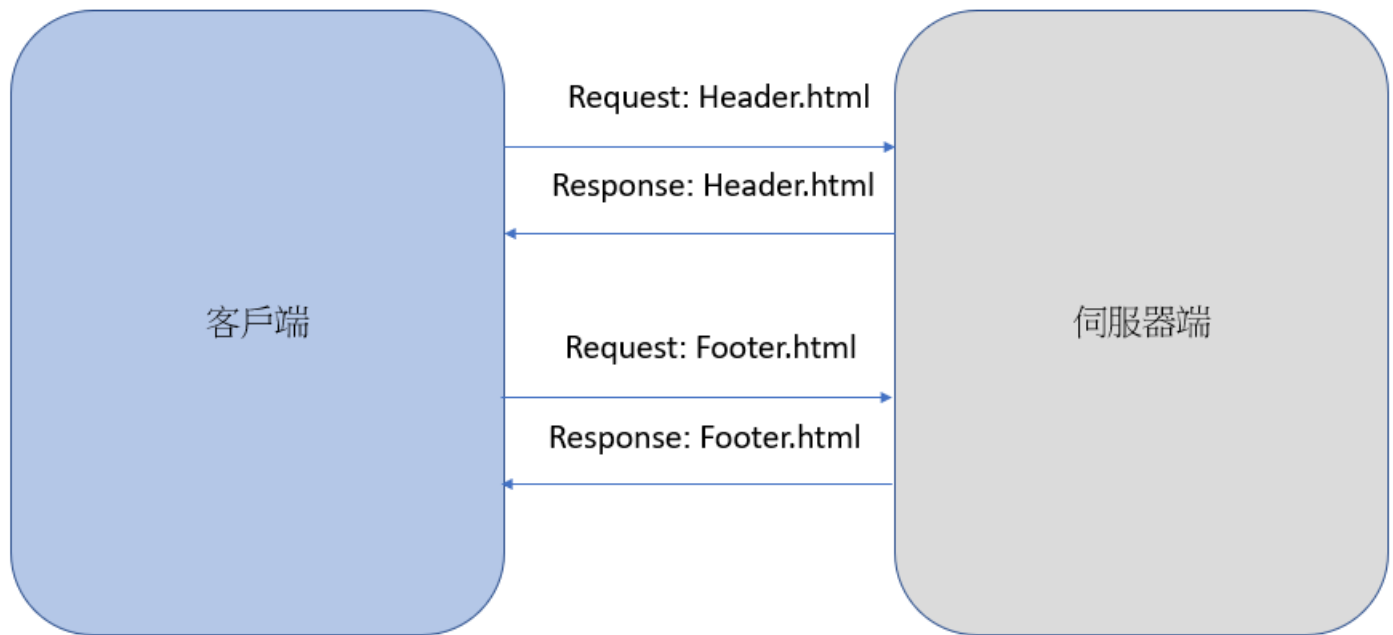 Request: Header.html
Response: Header.html
客戶端
伺服器端
Request: Footer.html
Response: Footer.html